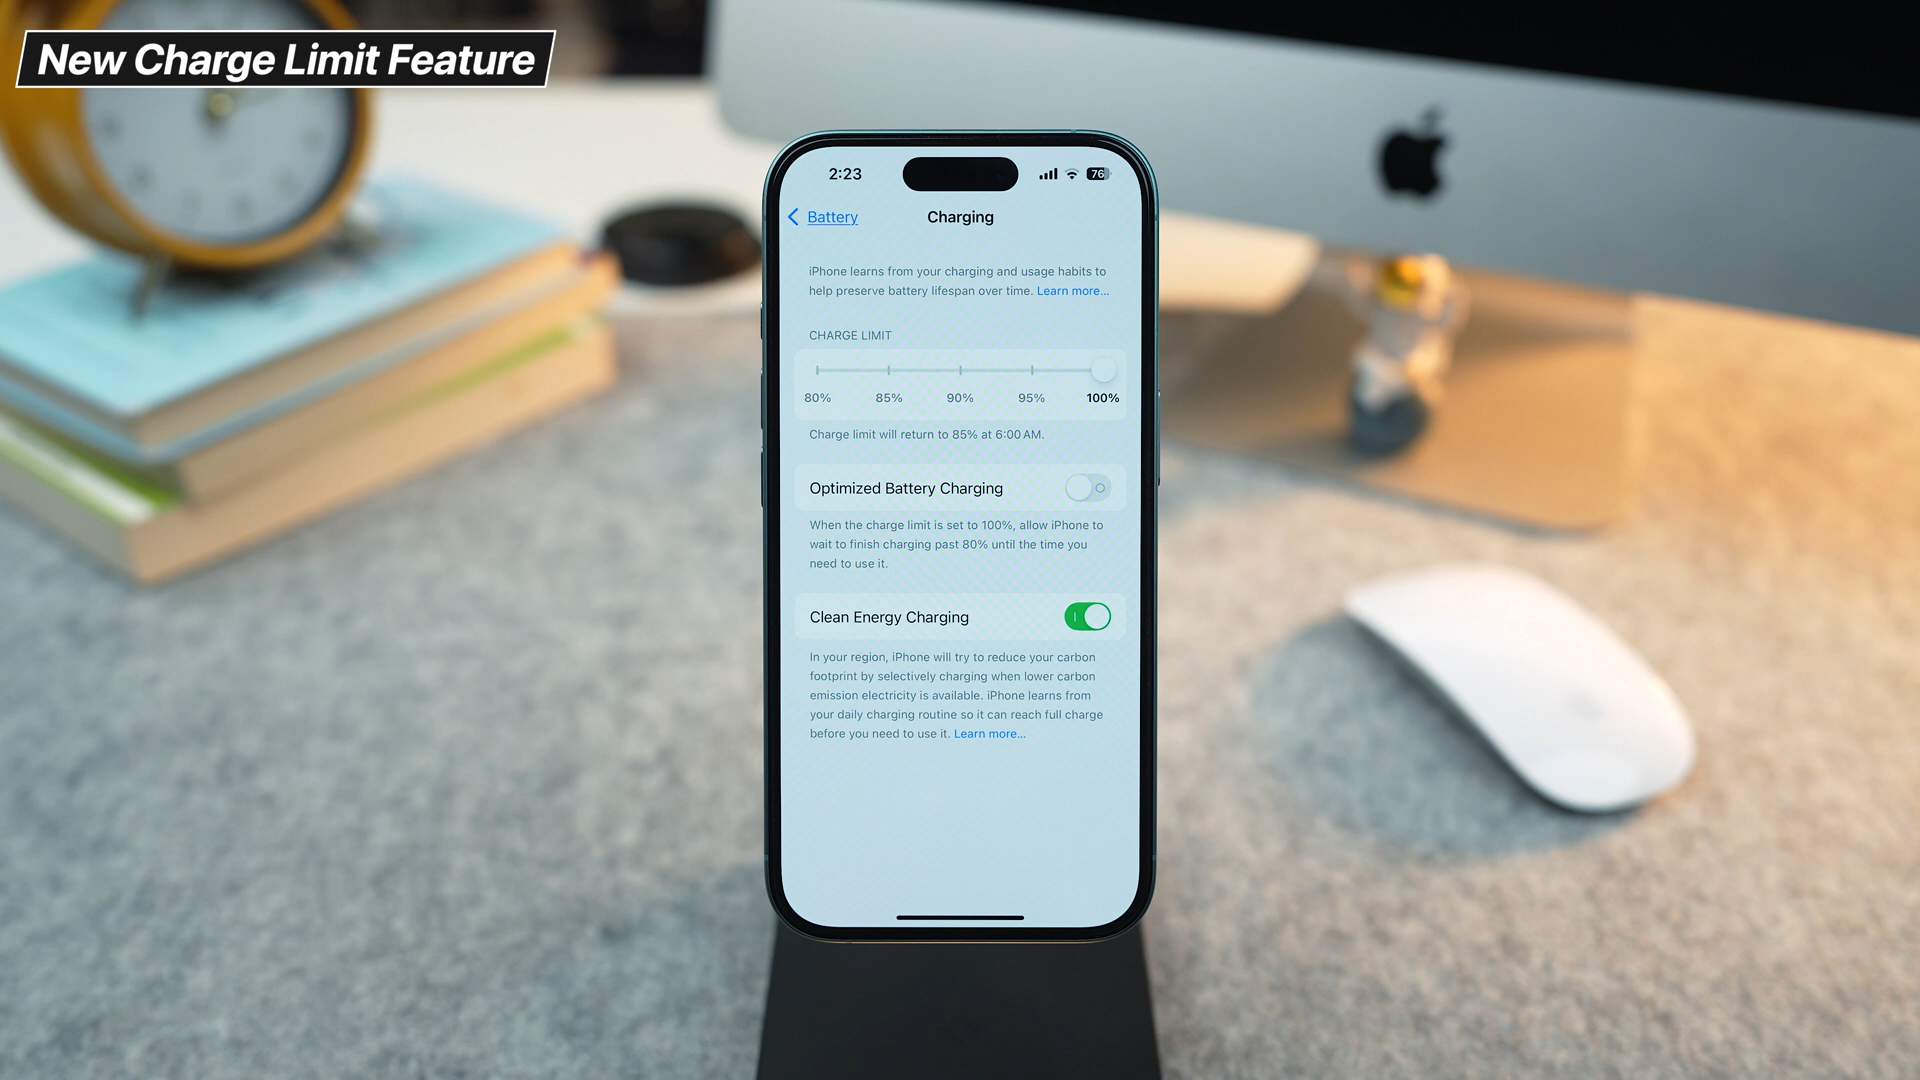 New Charge Limit Feature
2:23
76
Battery
Charging
iPhone learns from your charging and usage habits to
help preserve battery lifespan over time. Learn more...
CHARGE LIMIT
80% 85% 90% 95% 100%
Charge limit will return to 85% at 6:00 AM.
Optimized Battery Charging
When the charge limit is set to 100%, allow iPhone to
wait to finish charging past 80% until the time you
need to use it.
Clean Energy Charging
In your region, iPhone will try to reduce your carbon
footprint by selectively charging when lower carbon
emission electricity is available. iPhone learns from
your daily charging routine so it can reach full charge
before you need to use it. Learn more...